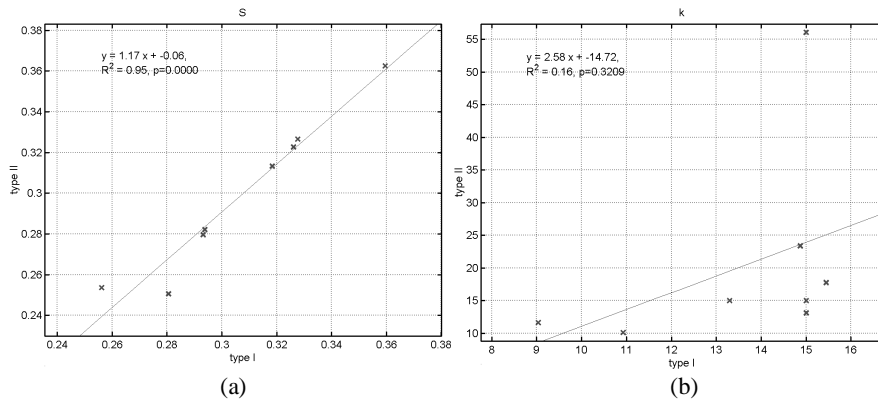 S
y = 1.17 x + -0.06,
R² = 0.95, p=0.0000
0.38
0.36
0.34
0.32
0.3
0.28
0.26
0.24
type II
0.24 0.26 0.28 0.3 0.32 0.34 0.36 0.38
type I
(a)
k
y = 2.58 x + -14.72,
R² = 0.16, p=0.3209
55
50
45
40
35
30
25
20
15
10
type II
8 9 10 11 12 13 14 15 16
type I
(b)